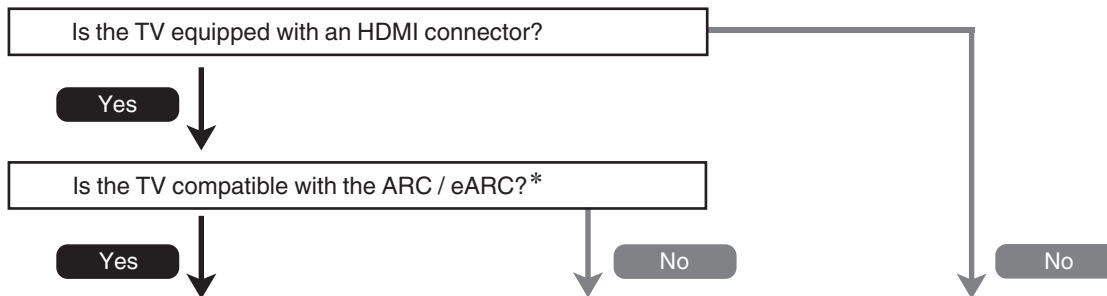 Is the TV equipped with an HDMI connector?
Yes
Is the TV compatible with the ARC / eARC?*
Yes
No
No